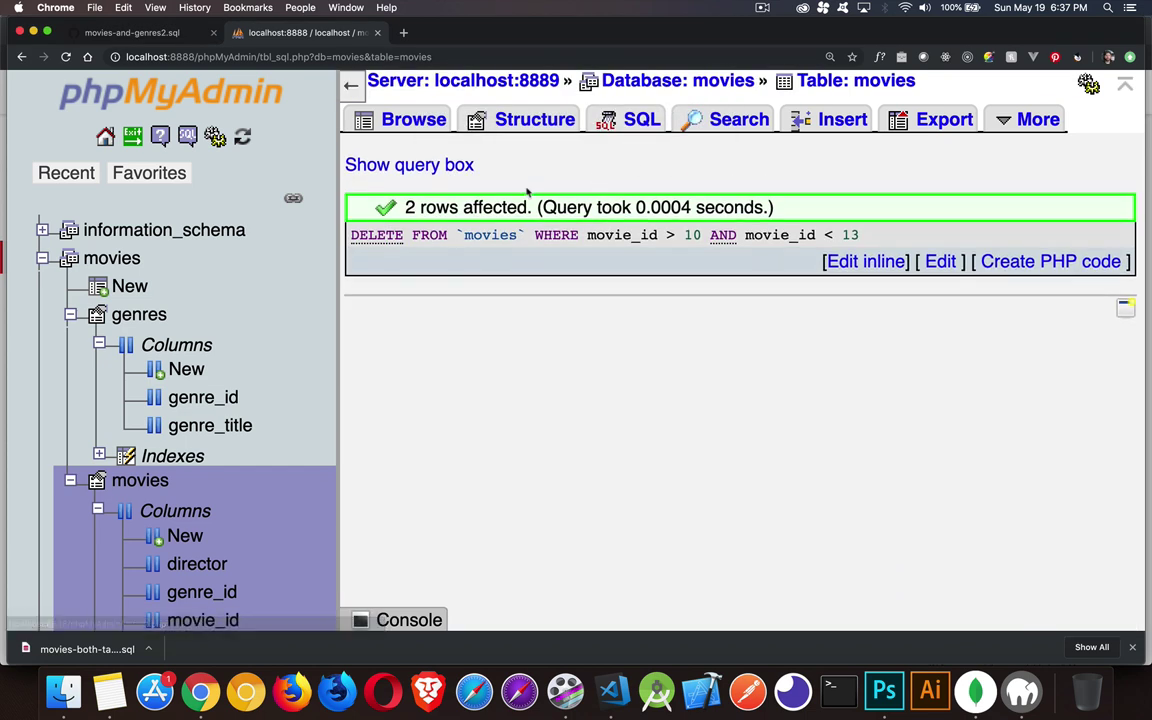 Chrome File Edit View History Bookmarks People Window Help 100% Sun May 19 6:37 PM
movies-and-genres2.sql × localhost:8888 / localhost / mo × +
localhost:8888/phpMyAdmin/tbl_sql.php?db=movies&table=movies
phpMyAdmin
Exit ? SQL
Recent Favorites
information_schema
movies
New
genres
Columns
New
genre_id
genre_title
Indexes
movies
Columns
New
director
genre_id
movie_id
Server: localhost:8889 » Database: movies » Table: movies
Browse Structure SQL Search Insert Export More
Show query box
2 rows affected. (Query took 0.0004 seconds.)
DELETE FROM `movies` WHERE movie_id > 10 AND movie_id < 13
[Edit inline] [ Edit ] [ Create PHP code ]
Console
movies-both-ta....sql Show All
1 Ps Ai